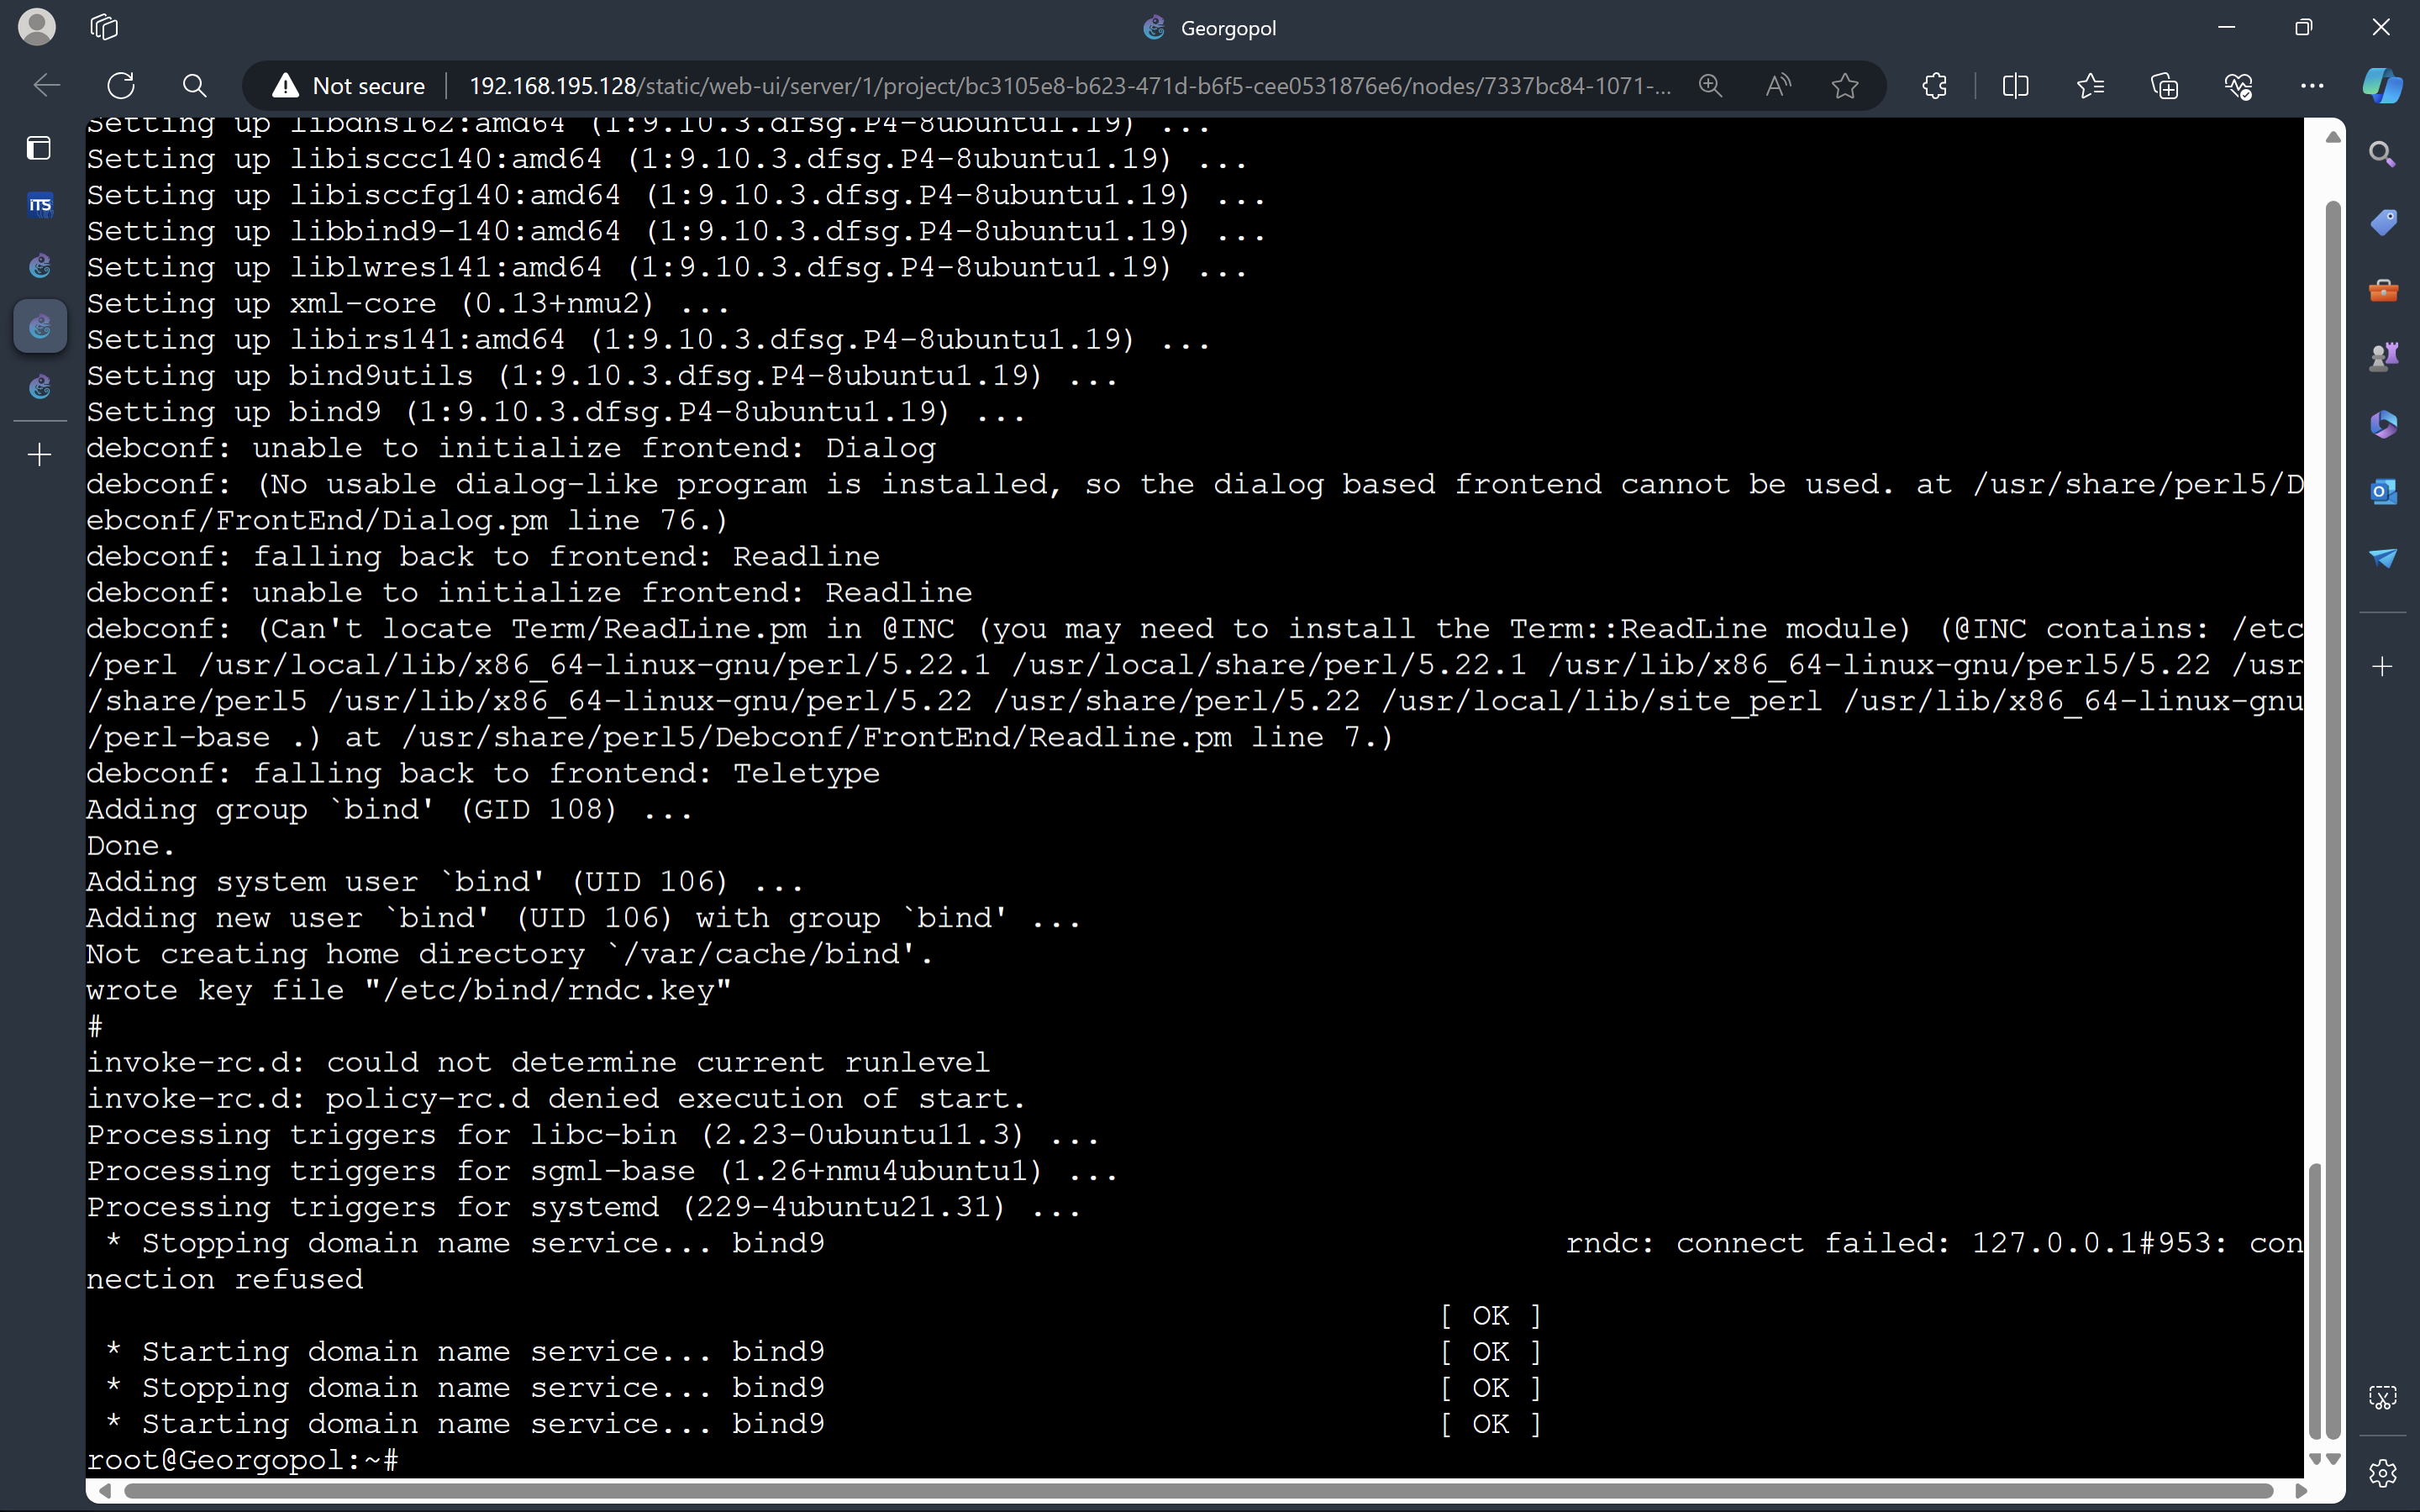 Georgopol
Not secure
192.168.195.128/static/web-ui/server/1/project/bc3105e8-b623-471d-b6f5-cee0531876e6/nodes/7337bc84-1071-...
iTS
Setting up libdns162:amd64 (1:9.10.3.dfsg.P4-8ubuntu1.19) ...
Setting up libisccc140:amd64 (1:9.10.3.dfsg.P4-8ubuntu1.19) ...
Setting up libisccfg140:amd64 (1:9.10.3.dfsg.P4-8ubuntu1.19) ...
Setting up libbind9-140:amd64 (1:9.10.3.dfsg.P4-8ubuntu1.19) ...
Setting up liblwres141:amd64 (1:9.10.3.dfsg.P4-8ubuntu1.19) ...
Setting up xml-core (0.13+nmu2) ...
Setting up libirs141:amd64 (1:9.10.3.dfsg.P4-8ubuntu1.19) ...
Setting up bind9utils (1:9.10.3.dfsg.P4-8ubuntu1.19) ...
Setting up bind9 (1:9.10.3.dfsg.P4-8ubuntu1.19) ...
debconf: unable to initialize frontend: Dialog
debconf: (No usable dialog-like program is installed, so the dialog based frontend cannot be used. at /usr/share/perl5/D
ebconf/FrontEnd/Dialog.pm line 76.)
debconf: falling back to frontend: Readline
debconf: unable to initialize frontend: Readline
debconf: (Can't locate Term/ReadLine.pm in @INC (you may need to install the Term::ReadLine module) (@INC contains: /etc
/perl /usr/local/lib/x86_64-linux-gnu/perl/5.22.1 /usr/local/share/perl/5.22.1 /usr/lib/x86_64-linux-gnu/perl5/5.22 /usr
/share/perl5 /usr/lib/x86_64-linux-gnu/perl/5.22 /usr/share/perl/5.22 /usr/local/lib/site_perl /usr/lib/x86_64-linux-gnu
/perl-base .) at /usr/share/perl5/Debconf/FrontEnd/Readline.pm line 7.)
debconf: falling back to frontend: Teletype
Adding group `bind' (GID 108) ...
Done.
Adding system user `bind' (UID 106) ...
Adding new user `bind' (UID 106) with group `bind' ...
Not creating home directory `/var/cache/bind'.
wrote key file "/etc/bind/rndc.key"
#
invoke-rc.d: could not determine current runlevel
invoke-rc.d: policy-rc.d denied execution of start.
Processing triggers for libc-bin (2.23-0ubuntu11.3) ...
Processing triggers for sgml-base (1.26+nmu4ubuntu1) ...
Processing triggers for systemd (229-4ubuntu21.31) ...
* Stopping domain name service... bind9 rndc: connect failed: 127.0.0.1#953: con
nection refused
[ OK ]
* Starting domain name service... bind9 [ OK ]
* Stopping domain name service... bind9 [ OK ]
* Starting domain name service... bind9 [ OK ]
root@Georgopol:~#